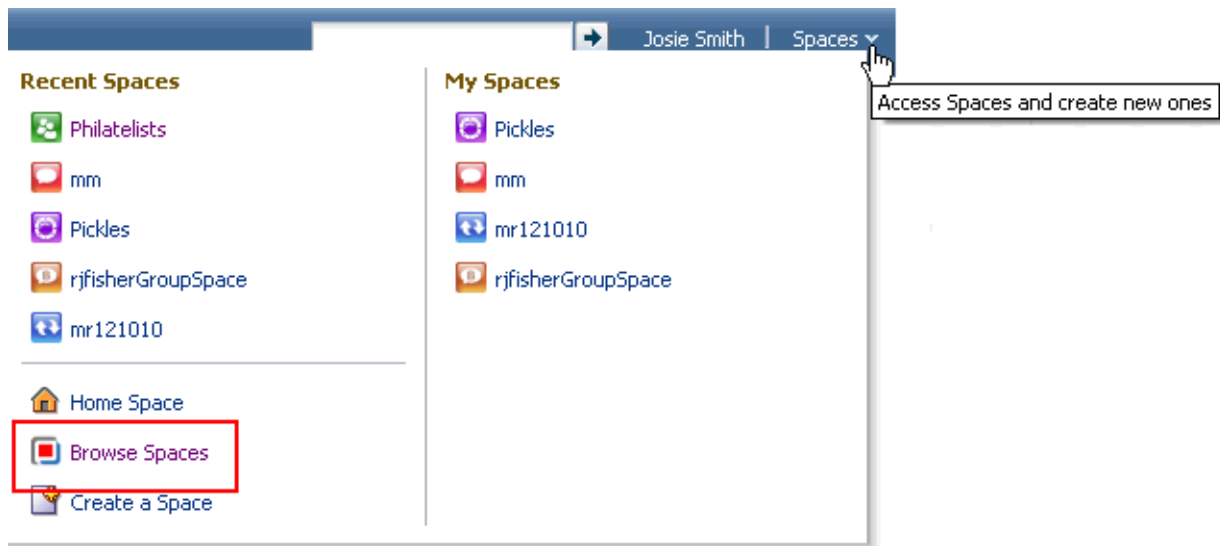 Josie Smith | Spaces
Access Spaces and create new ones
Recent Spaces
Philatelists
mm
Pickles
rjfisherGroupSpace
mr121010
Home Space
Browse Spaces
Create a Space
My Spaces
Pickles
mm
mr121010
rjfisherGroupSpace